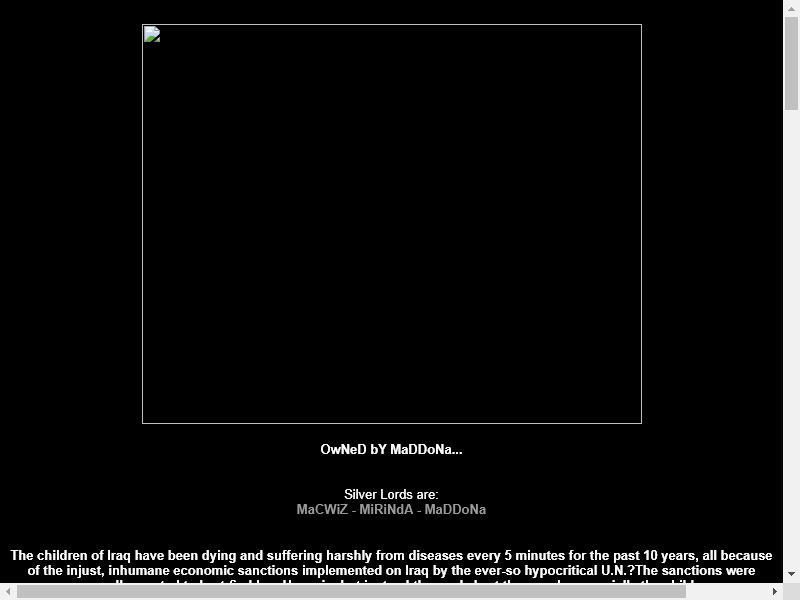 OwNeD bY MaDDoNa...
Silver Lords are:
MaCWiZ - MiRiNdA - MaDDoNa
The children of Iraq have been dying and suffering harshly from diseases every 5 minutes for the past 10 years, all because
of the injust, inhumane economic sanctions implemented on Iraq by the ever-so hypocritical U.N.?The sanctions were